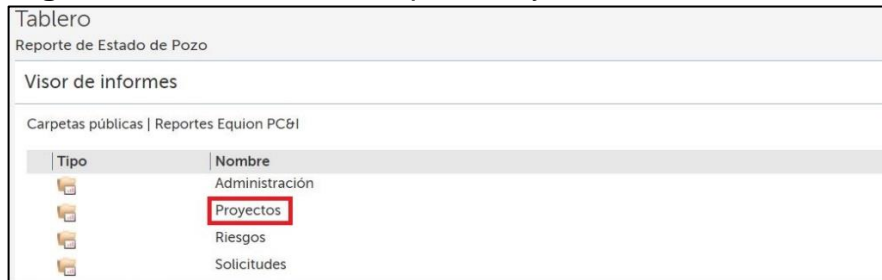 Tablero
Reporte de Estado de Pozo
Visor de informes
Carpetas públicas | Reportes Equion PC&I
Tipo Nombre
Administración
Proyectos
Riesgos
Solicitudes